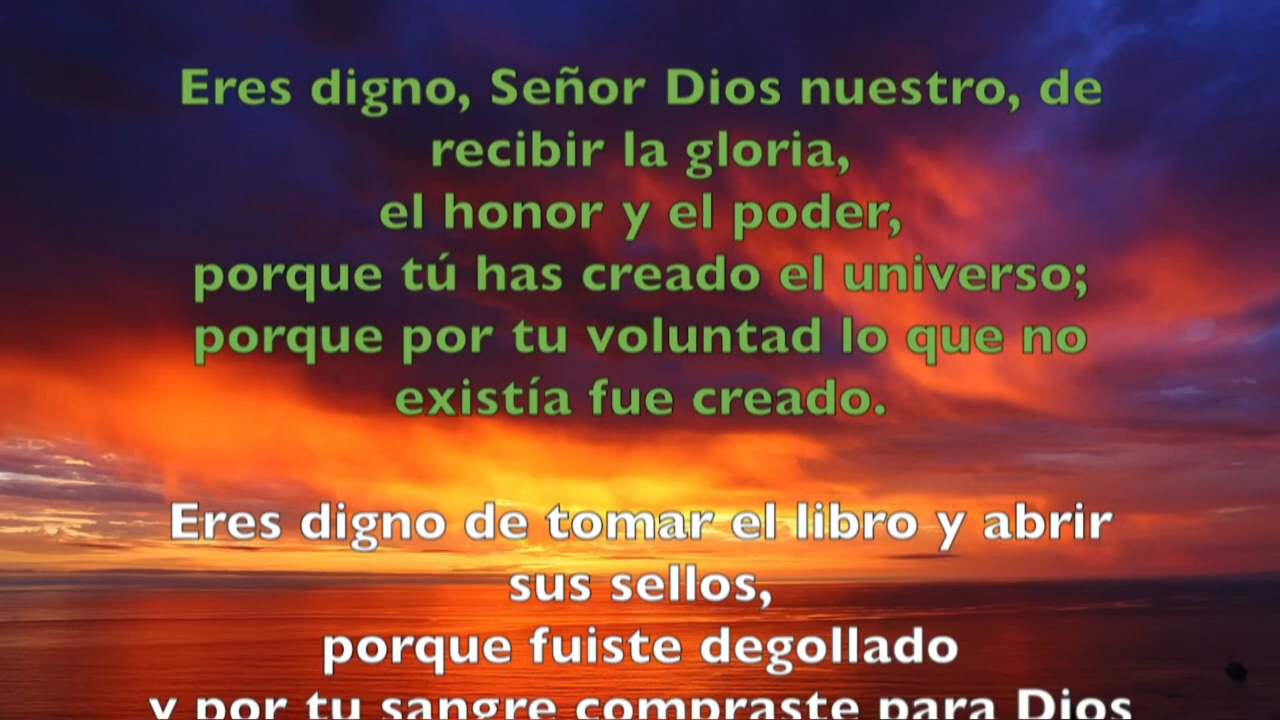 Eres digno, Señor Dios nuestro, de
recibir la gloria,
el honor y el poder,
porque tú has creado el universo;
porque por tu voluntad lo que no
existía fue creado.
Eres digno de tomar el libro y abrir
sus sellos,
porque fuiste degollado
y por tu sangre compraste para Dios